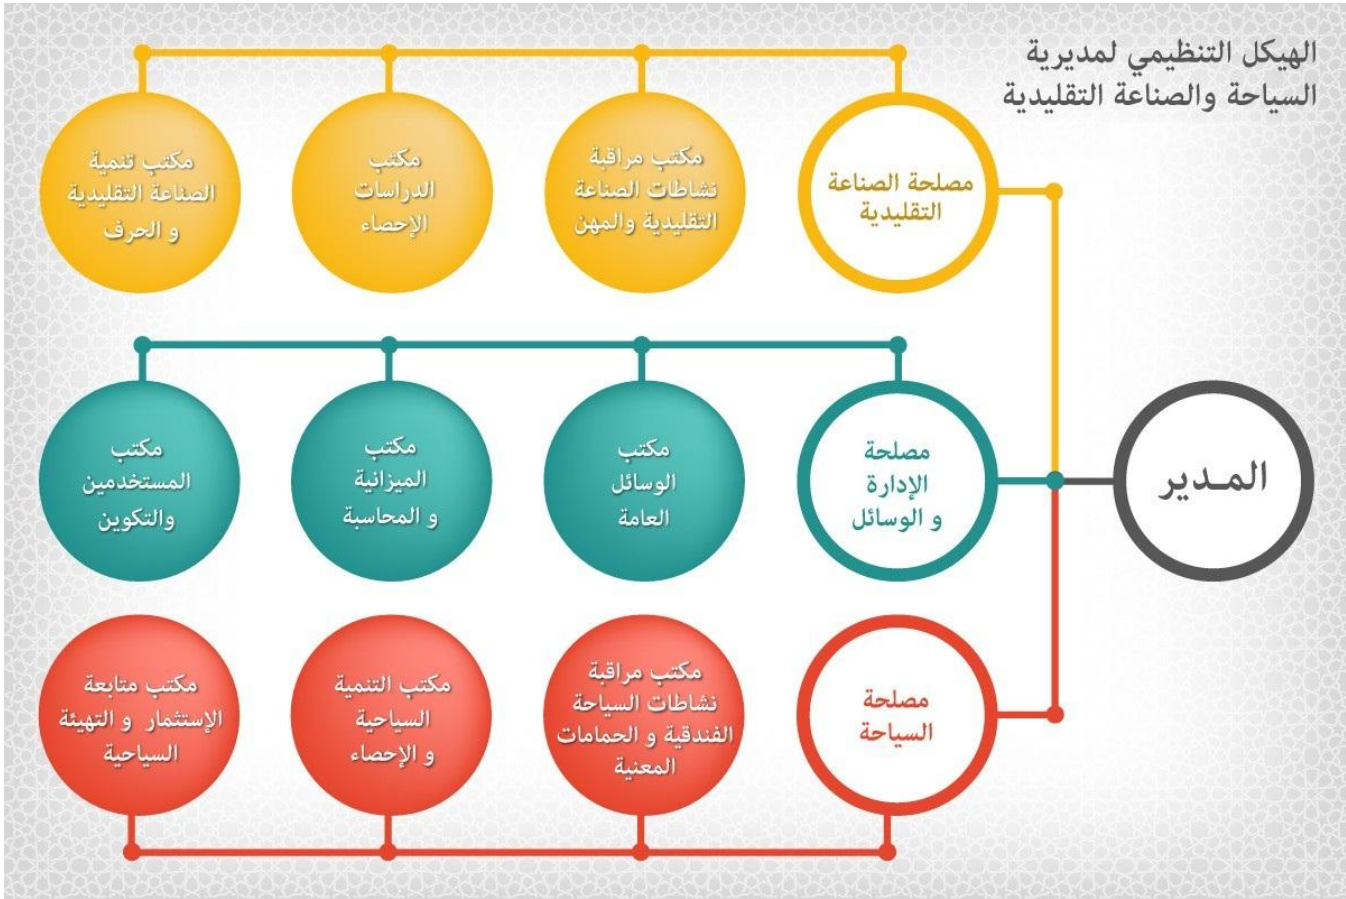 الهيكل التنظيمي لمديرية
السياحة والصناعة التقليدية
المـدير
مصلحة الصناعة
التقليدية
مكتب مراقبة
نشاطات الصناعة
التقليدية والمهن
مكتب
الدراسات
الإحصاء
مكتب تنمية
الصناعة التقليدية
و الحرف
مصلحة
الإدارة
و الوسائل
مكتب
الوسائل
العامة
مكتب
الميزانية
و المحاسبة
مكتب
المستخدمين
والتكوين
مصلحة
السياحة
مكتب مراقبة
نشاطات السياحة
الفندقية و الحمامات
المعنية
مكتب التنمية
السياحية
و الإحصاء
مكتب متابعة
الإستثمار و التهيئة
السياحية